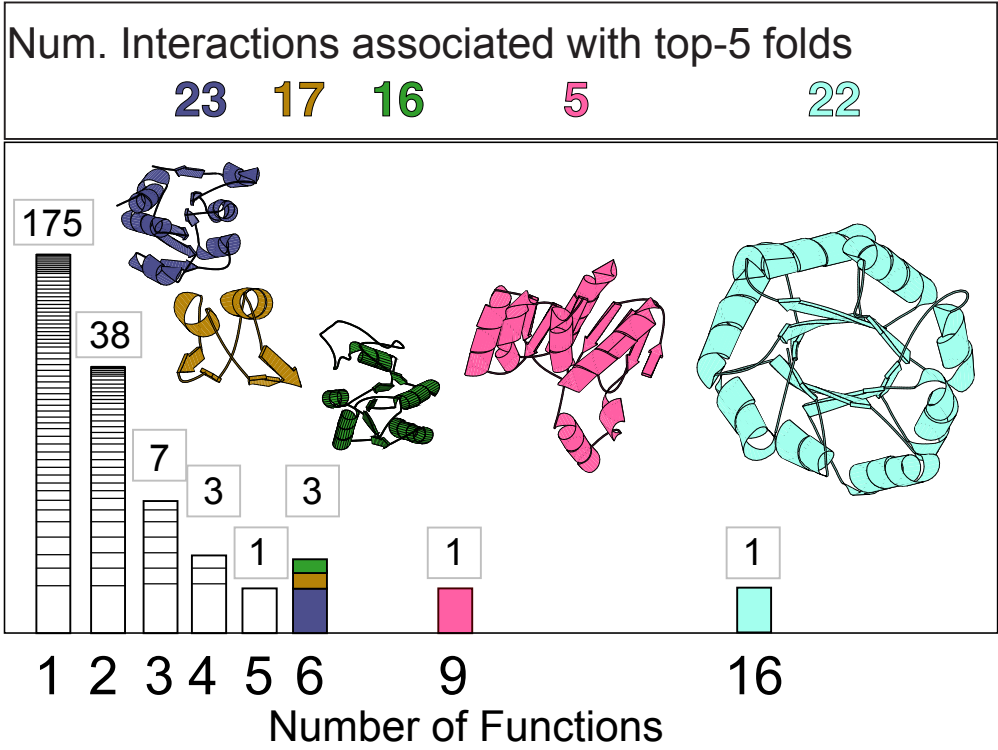 Num. Interactions associated with top-5 folds
23 17 16 5 22
175
38
7
3 3
1 1 1
1 2 3 4 5 6 9 16
Number of Functions